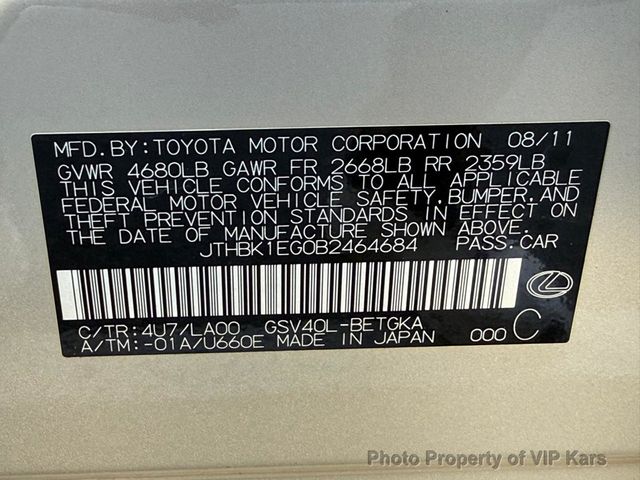 MFD.BY:TOYOTA MOTOR CORPORATION 08/11
GVWR 4680LB GAWR FR 2668LB RR 2359LB
THIS VEHICLE CONFORMS TO ALL APPLICABLE
FEDERAL MOTOR VEHICLE SAFETY,BUMPER,AND
THEFT PREVENTION STANDARDS IN EFFECT ON
THE DATE OF MANUFACTURE SHOWN ABOVE.
JTHBK1EG0B2464684 PASS.CAR
C/TR:4U7/LA00 GSV40L-BETGKA
A/TM:-01A/U660E MADE IN JAPAN 000 C
Photo Property of VIP Kars